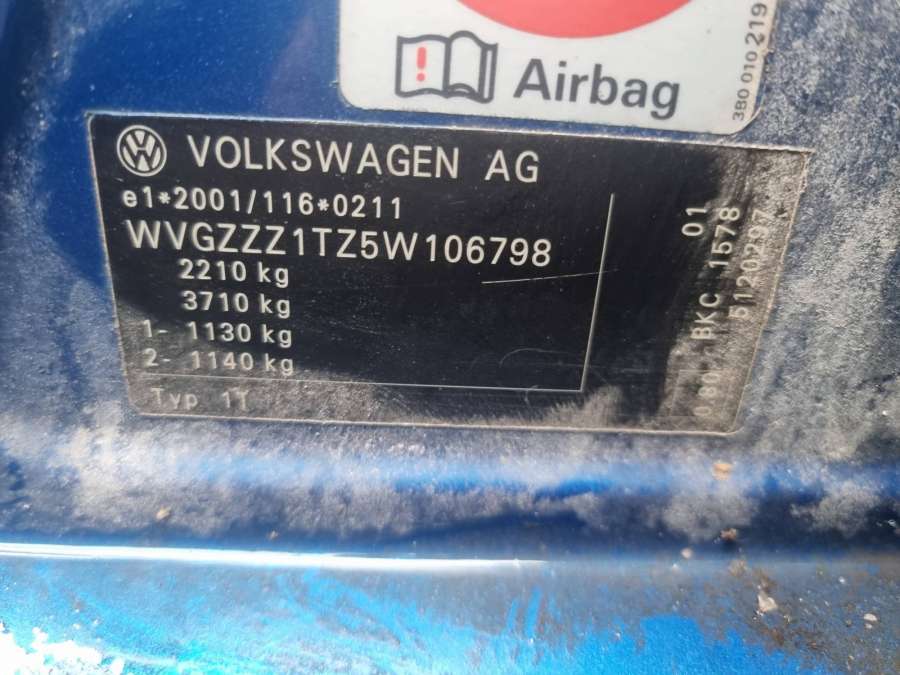 Airbag
3B0 010 219
VOLKSWAGEN AG
e1*2001/116*0211
WVGZZZ1TZ5W106798
2210 kg
3710 kg
1- 1130 kg
2- 1140 kg
Typ 1T
01
BKC 1578
5120297